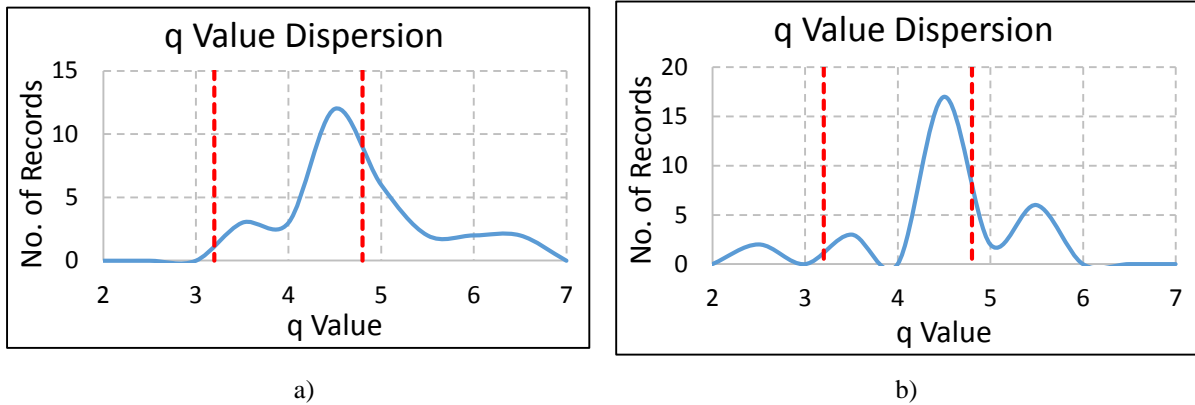 q Value Dispersion
No. of Records
15
10
5
0
2 3 4 5 6 7
q Value
a)
q Value Dispersion
No. of Records
20
15
10
5
0
2 3 4 5 6 7
q Value
b)